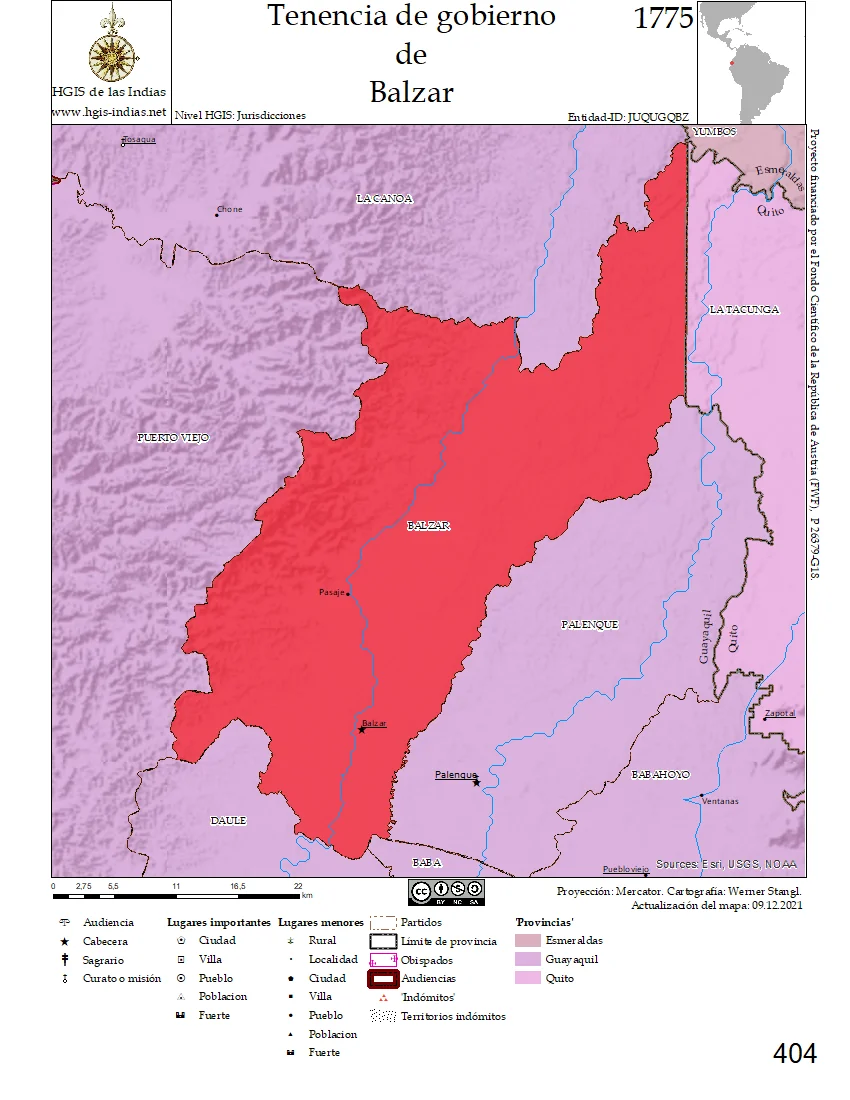 Tenencia de gobierno
de
Balzar
1775
HGIS de las Indias
www.hgis-indias.net
Nivel HGIS: Jurisdicciones
Entidad-ID: JUQUGQBZ
Tosaqua
Chone
LA CANOA
YUMBOS
Esmeraldas
Quito
LA TACUNGA
PUERTO VIEJO
BALZAR
Pasaje
PALENQUE
Guayaquil
Quito
Balzar
Zapotal
Palenque
BABAHOYO
Ventanas
DAULE
BABA
Puebloviejo
Sources: Esri, USGS, NOAA
Proyecto financiado por el Fondo Científico de la República de Austria (FWF), P 26379-G18.
0 2,75 5,5 11 16,5 22
km
CC BY NC SA
Proyección: Mercator. Cartografía: Werner Stangl.
Actualización del mapa: 09.12.2021
Audiencia
Cabecera
Sagrario
Curato o misión
Lugares importantes
Ciudad
Villa
Pueblo
Poblacion
Fuerte
Lugares menores
Rural
Localidad
Ciudad
Villa
Pueblo
Poblacion
Fuerte
Partidos
Límite de provincia
Obispados
Audiencias
'Indómitos'
Territorios indómitos
'Provincias'
Esmeraldas
Guayaquil
Quito
404